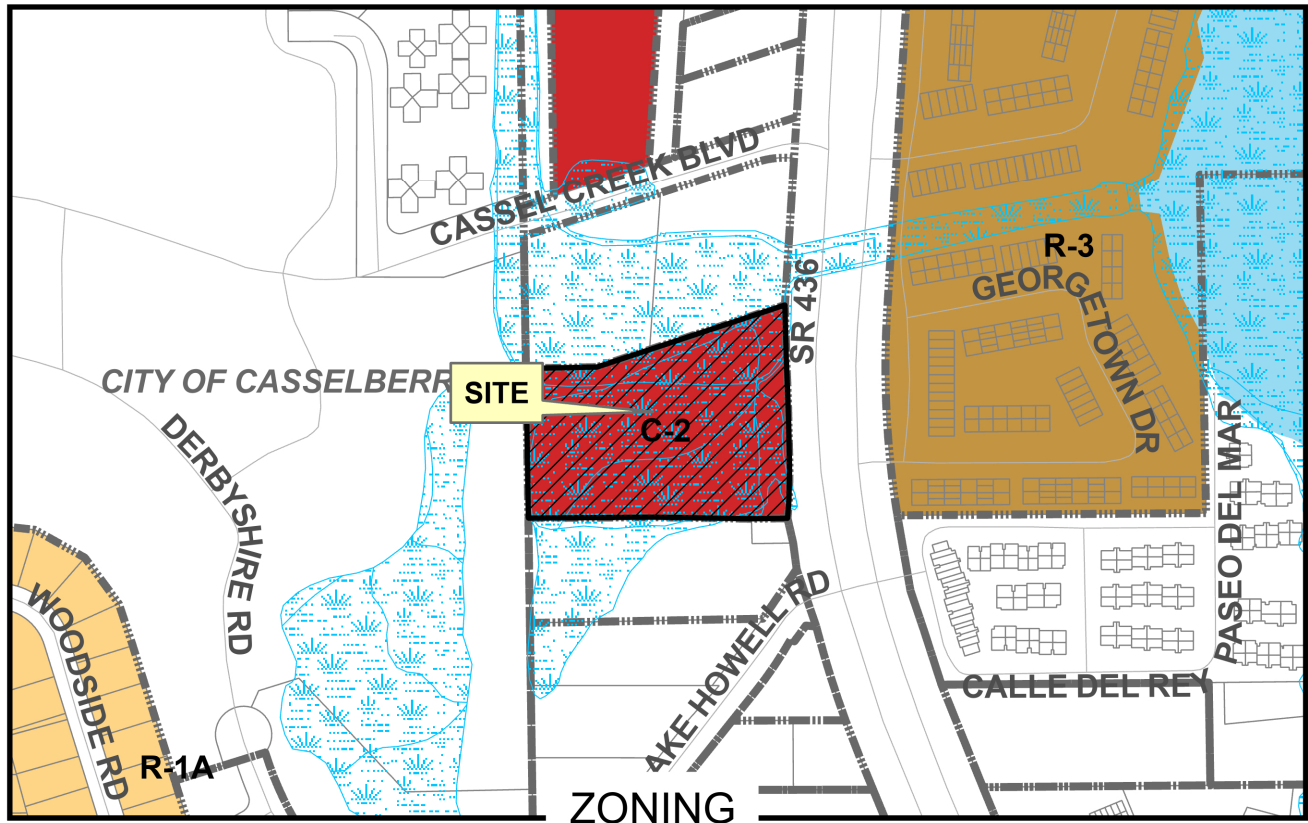 CASSEL CREEK BLVD
SR 436
R-3
GEORGETOWN DR
CITY OF CASSELBERR
SITE
C-2
DERBYSHIRE RD
PASEO DEL MAR
WOODSIDE RD
AKE HOWELL RD
CALLE DEL REY
R-1A
ZONING